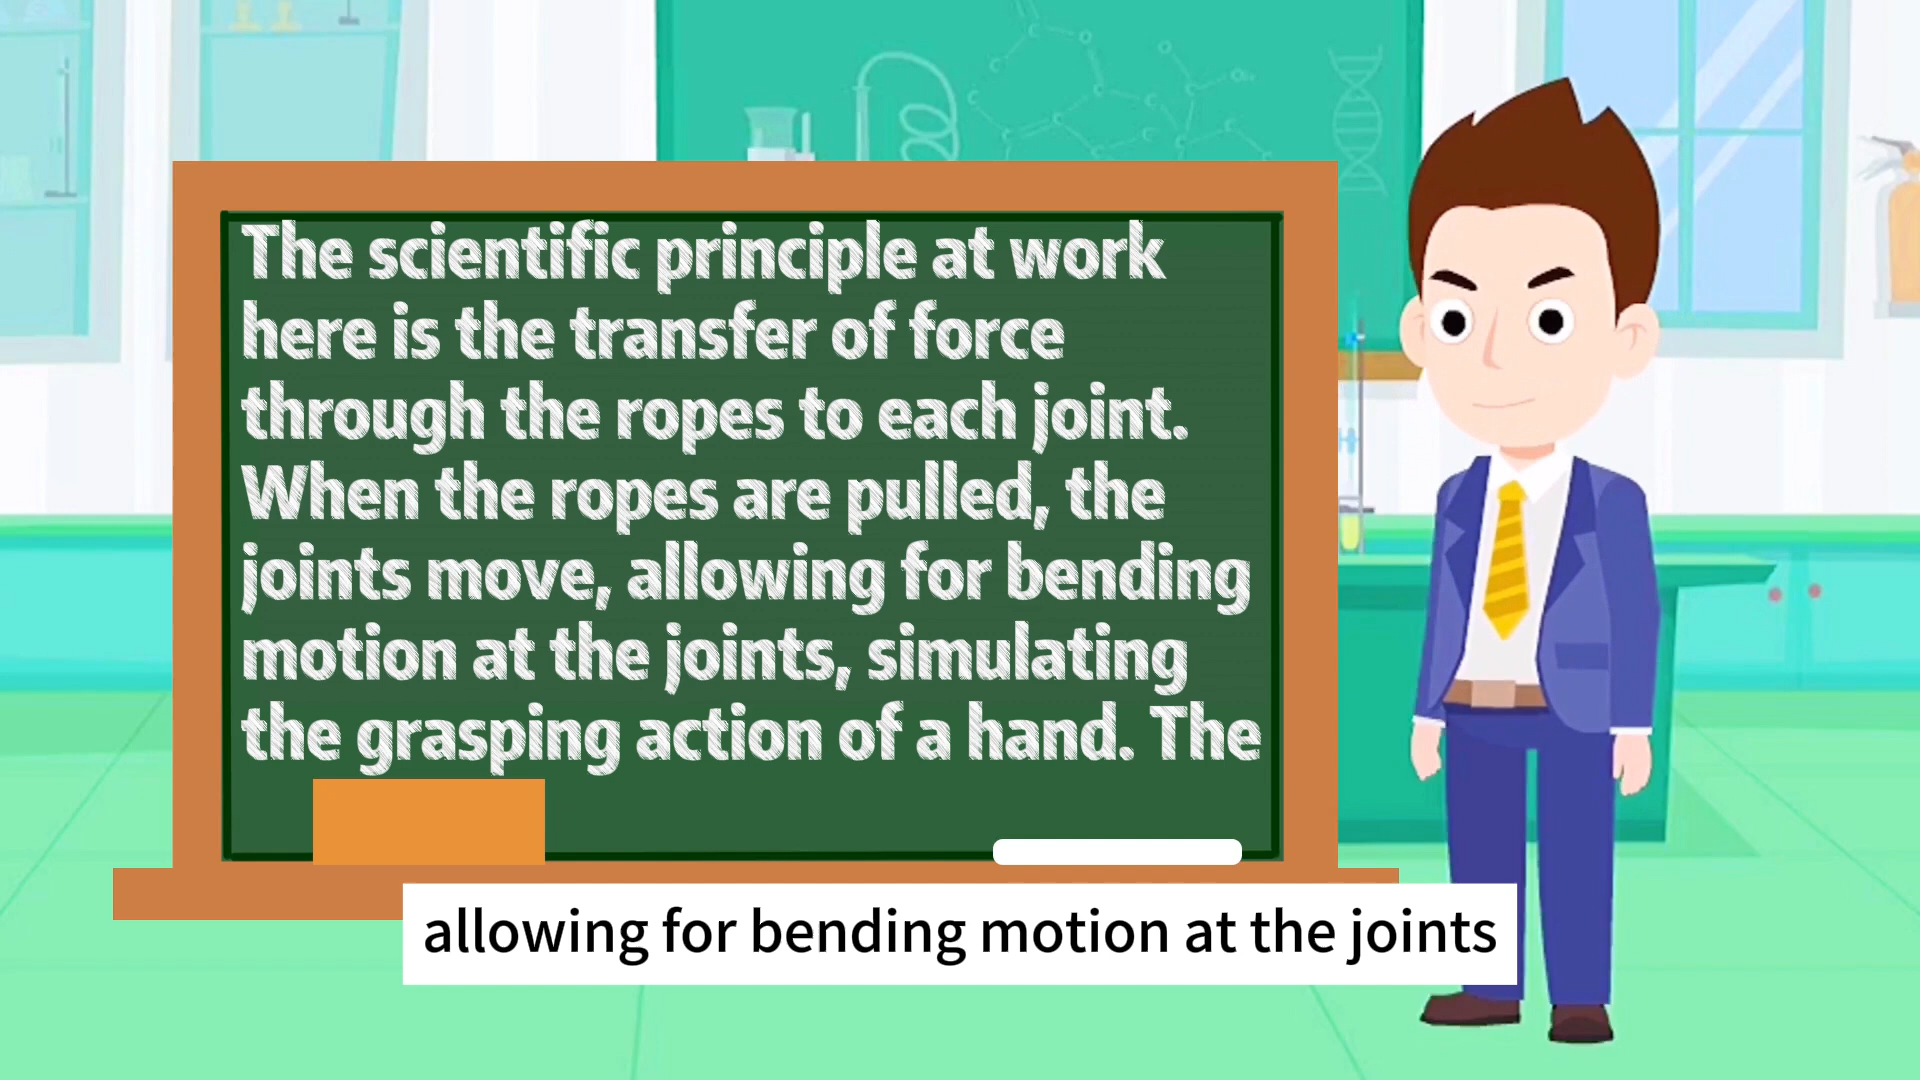 The scientific principle at work
here is the transfer of force
through the ropes to each joint.
When the ropes are pulled, the
joints move, allowing for bending
motion at the joints, simulating
the grasping action of a hand. The
allowing for bending motion at the joints